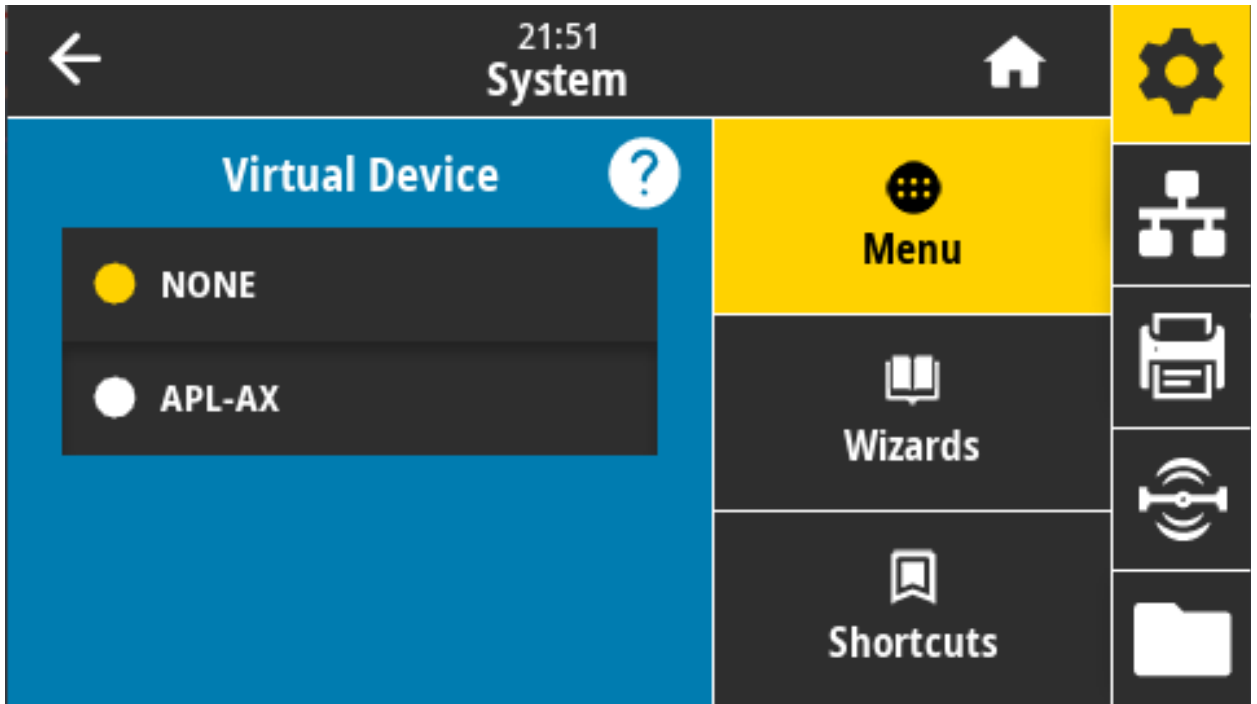 21:51
System
Virtual Device
?
NONE
APL-AX
Menu
Wizards
Shortcuts